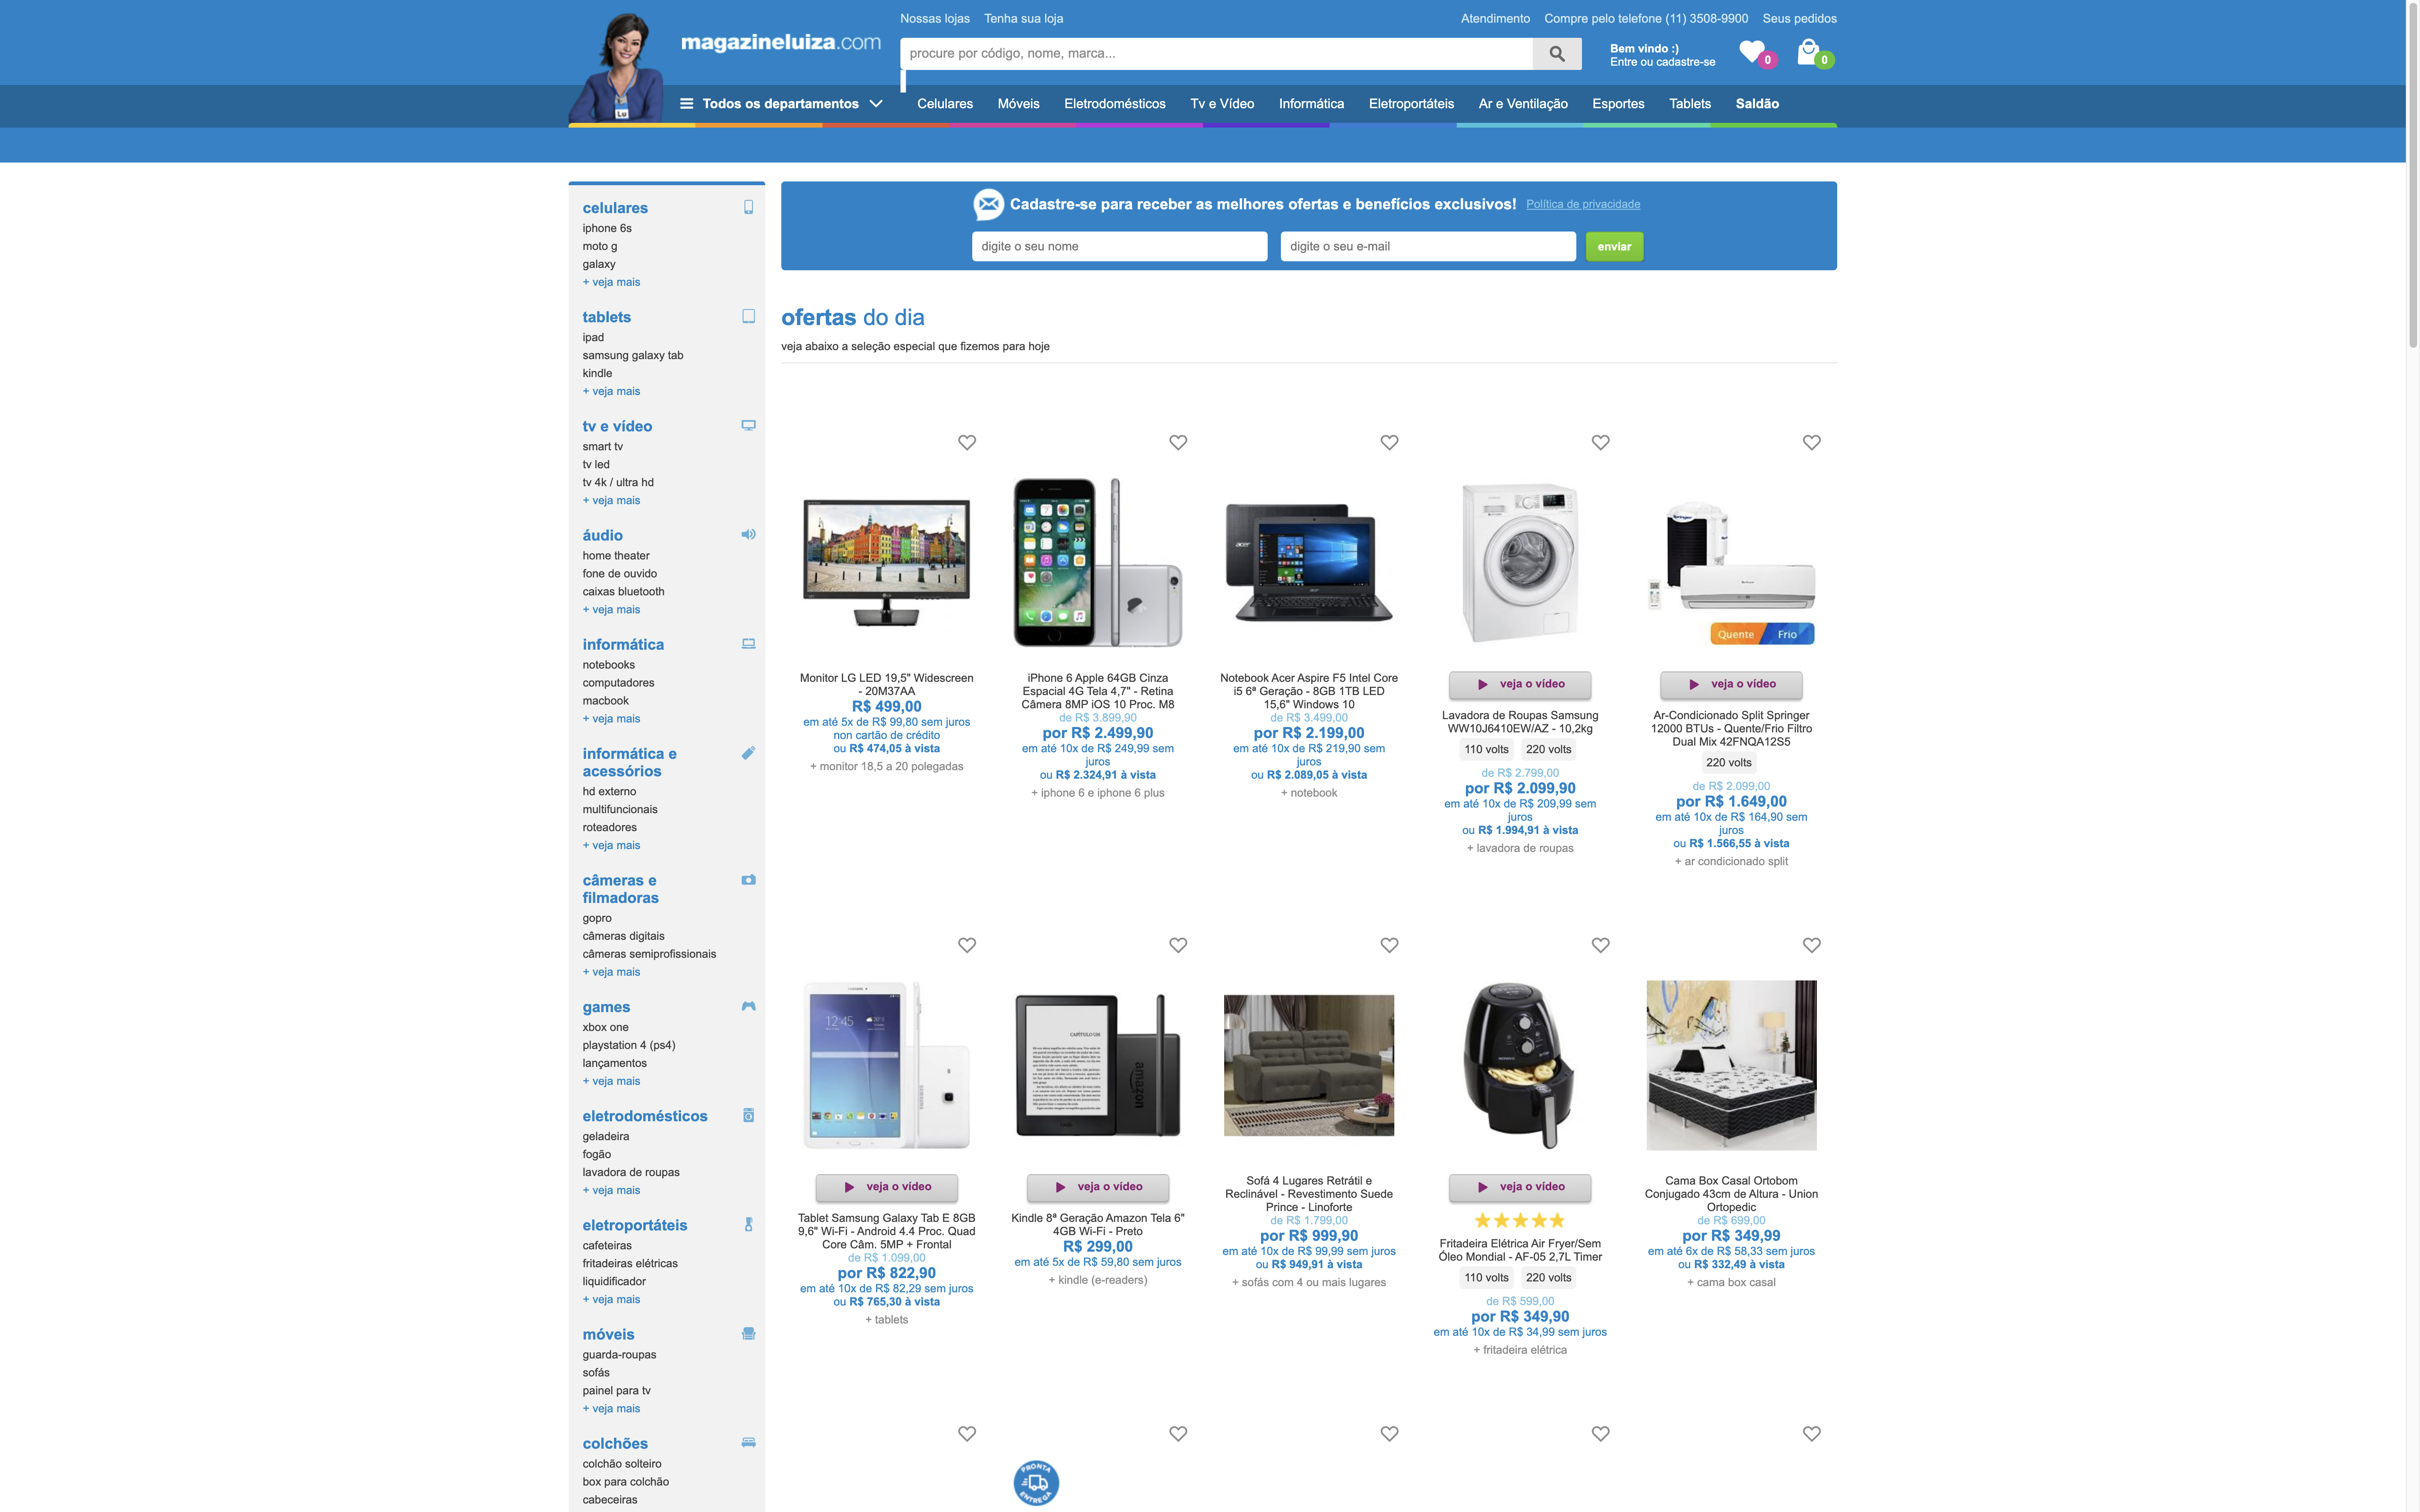 Nossas lojas Tenha sua loja
Atendimento Compre pelo telefone (11) 3508-9900 Seus pedidos
magazineluiza.com
procure por código, nome, marca...
Bem vindo :)
Entre ou cadastre-se
0
0
Lu
Todos os departamentos
Celulares Móveis Eletrodomésticos Tv e Vídeo Informática Eletroportáteis Ar e Ventilação Esportes Tablets Saldão
celulares
iphone 6s
moto g
galaxy
+ veja mais
tablets
ipad
samsung galaxy tab
kindle
+ veja mais
tv e vídeo
smart tv
tv led
tv 4k / ultra hd
+ veja mais
áudio
home theater
fone de ouvido
caixas bluetooth
+ veja mais
informática
notebooks
computadores
macbook
+ veja mais
informática e
acessórios
hd externo
multifuncionais
roteadores
+ veja mais
câmeras e
filmadoras
gopro
câmeras digitais
câmeras semiprofissionais
+ veja mais
games
xbox one
playstation 4 (ps4)
lançamentos
+ veja mais
eletrodomésticos
geladeira
fogão
lavadora de roupas
+ veja mais
eletroportáteis
cafeteiras
fritadeiras elétricas
liquidificador
+ veja mais
móveis
guarda-roupas
sofás
painel para tv
+ veja mais
colchões
colchão solteiro
box para colchão
cabeceiras
Cadastre-se para receber as melhores ofertas e benefícios exclusivos! Política de privacidade
digite o seu nome
digite o seu e-mail
enviar
ofertas do dia
veja abaixo a seleção especial que fizemos para hoje
Monitor LG LED 19,5" Widescreen
- 20M37AA
R$ 499,00
em até 5x de R$ 99,80 sem juros
non cartão de crédito
ou R$ 474,05 à vista
+ monitor 18,5 a 20 polegadas
iPhone 6 Apple 64GB Cinza
Espacial 4G Tela 4,7" - Retina
Câmera 8MP iOS 10 Proc. M8
de R$ 3.899,90
por R$ 2.499,90
em até 10x de R$ 249,99 sem
juros
ou R$ 2.324,91 à vista
+ iphone 6 e iphone 6 plus
acer
Notebook Acer Aspire F5 Intel Core
i5 6ª Geração - 8GB 1TB LED
15,6" Windows 10
de R$ 3.499,00
por R$ 2.199,00
em até 10x de R$ 219,90 sem
juros
ou R$ 2.089,05 à vista
+ notebook
veja o vídeo
Lavadora de Roupas Samsung
WW10J6410EW/AZ - 10,2kg
110 volts 220 volts
de R$ 2.799,00
por R$ 2.099,90
em até 10x de R$ 209,99 sem
juros
ou R$ 1.994,91 à vista
+ lavadora de roupas
Springer
Quente Frio
veja o vídeo
Ar-Condicionado Split Springer
12000 BTUs - Quente/Frio Filtro
Dual Mix 42FNQA12S5
220 volts
de R$ 2.099,00
por R$ 1.649,00
em até 10x de R$ 164,90 sem
juros
ou R$ 1.566,55 à vista
+ ar condicionado split
12:45
veja o vídeo
Tablet Samsung Galaxy Tab E 8GB
9,6" Wi-Fi - Android 4.4 Proc. Quad
Core Câm. 5MP + Frontal
de R$ 1.099,00
por R$ 822,90
em até 10x de R$ 82,29 sem juros
ou R$ 765,30 à vista
+ tablets
CAPÍTULO UM
amazon
veja o vídeo
Kindle 8ª Geração Amazon Tela 6"
4GB Wi-Fi - Preto
R$ 299,00
em até 5x de R$ 59,80 sem juros
+ kindle (e-readers)
Sofá 4 Lugares Retrátil e
Reclinável - Revestimento Suede
Prince - Linoforte
de R$ 1.799,00
por R$ 999,90
em até 10x de R$ 99,99 sem juros
ou R$ 949,91 à vista
+ sofás com 4 ou mais lugares
veja o vídeo
Fritadeira Elétrica Air Fryer/Sem
Óleo Mondial - AF-05 2,7L Timer
110 volts 220 volts
de R$ 599,00
por R$ 349,90
em até 10x de R$ 34,99 sem juros
+ fritadeira elétrica
Cama Box Casal Ortobom
Conjugado 43cm de Altura - Union
Ortopedic
de R$ 699,00
por R$ 349,99
em até 6x de R$ 58,33 sem juros
ou R$ 332,49 à vista
+ cama box casal
PRONTA
ENTREGA